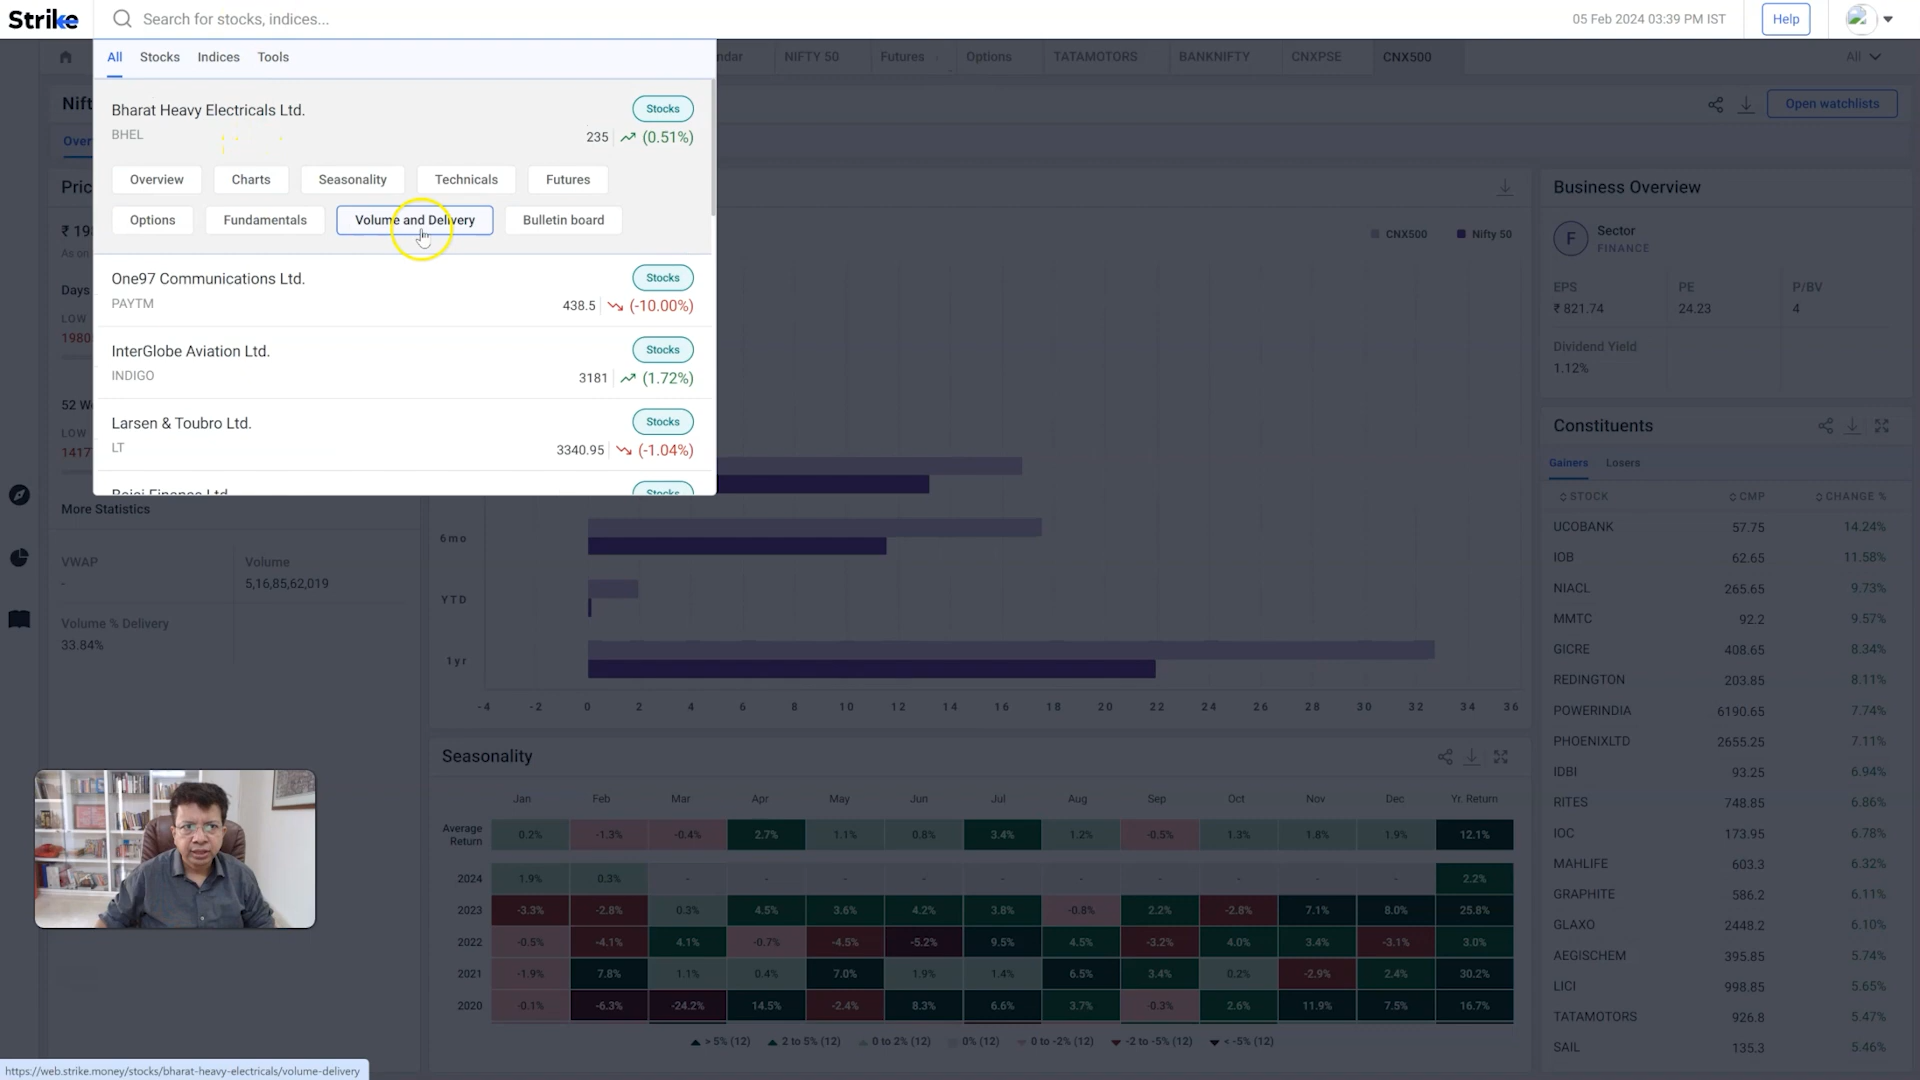 Strike
Search for stocks, indices...
05 Feb 2024 03:39 PM IST
Help
All Stocks Indices Tools
ndar NIFTY 50 Futures Options TATAMOTORS BANKNIFTY CNXPSE CNX500 All
Nift
Open watchlists
Over
Bharat Heavy Electricals Ltd. Stocks
BHEL 235 (0.51%)
Overview Charts Seasonality Technicals Futures
Options Fundamentals Volume and Delivery Bulletin board
One97 Communications Ltd. Stocks
PAYTM 438.5 (-10.00%)
InterGlobe Aviation Ltd. Stocks
INDIGO 3181 (1.72%)
Larsen & Toubro Ltd. Stocks
LT 3340.95 (-1.04%)
Bajaj Finance Ltd. Stocks
Pric
₹ 19
As on
Days
LOW
1980
52 W
LOW
1417
More Statistics
VWAP Volume
- 5,16,85,62,019
Volume % Delivery
33.84%
CNX500 Nifty 50
6mo
YTD
1yr
-4 -2 0 2 4 6 8 10 12 14 16 18 20 22 24 26 28 30 32 34 36
Seasonality
Jan Feb Mar Apr May Jun Jul Aug Sep Oct Nov Dec Yr. Return
Average Return 0.2% -1.3% -0.4% 2.7% 1.1% 0.8% 3.4% 1.2% -0.5% 1.3% 1.8% 1.9% 12.1%
2024 1.9% 0.3% - - - - - - - - - - 2.2%
2023 -3.3% -2.8% 0.3% 4.5% 3.6% 4.2% 3.8% -0.8% 2.2% -2.8% 7.1% 8.0% 25.8%
2022 -0.5% -4.1% 4.1% -0.7% -4.5% -5.2% 9.5% 4.5% -3.2% 4.0% 3.4% -3.1% 3.0%
2021 -1.9% 7.8% 1.1% 0.4% 7.0% 1.9% 1.4% 6.5% 3.4% 0.2% -2.9% 2.4% 30.2%
2020 -0.1% -6.3% -24.2% 14.5% -2.4% 8.3% 6.6% 3.7% -0.3% 2.6% 11.9% 7.5% 16.7%
> 5% (12) 2 to 5% (12) 0 to 2% (12) 0% (12) 0 to -2% (12) -2 to -5% (12) < -5% (12)
Business Overview
F Sector
FINANCE
EPS PE P/BV
₹ 821.74 24.23 4
Dividend Yield
1.12%
Constituents
Gainers Losers
STOCK CMP CHANGE %
UCOBANK 57.75 14.24%
IOB 62.65 11.58%
NIACL 265.65 9.73%
MMTC 92.2 9.57%
GICRE 408.65 8.34%
REDINGTON 203.85 8.11%
POWERINDIA 6190.65 7.74%
PHOENIXLTD 2655.25 7.11%
IDBI 93.25 6.94%
RITES 748.85 6.86%
IOC 173.95 6.78%
MAHLIFE 603.3 6.32%
GRAPHITE 586.2 6.11%
GLAXO 2448.2 6.10%
AEGISCHEM 395.85 5.74%
LICI 998.85 5.65%
TATAMOTORS 926.8 5.47%
SAIL 135.3 5.46%
https://web.strike.money/stocks/bharat-heavy-electricals/volume-delivery